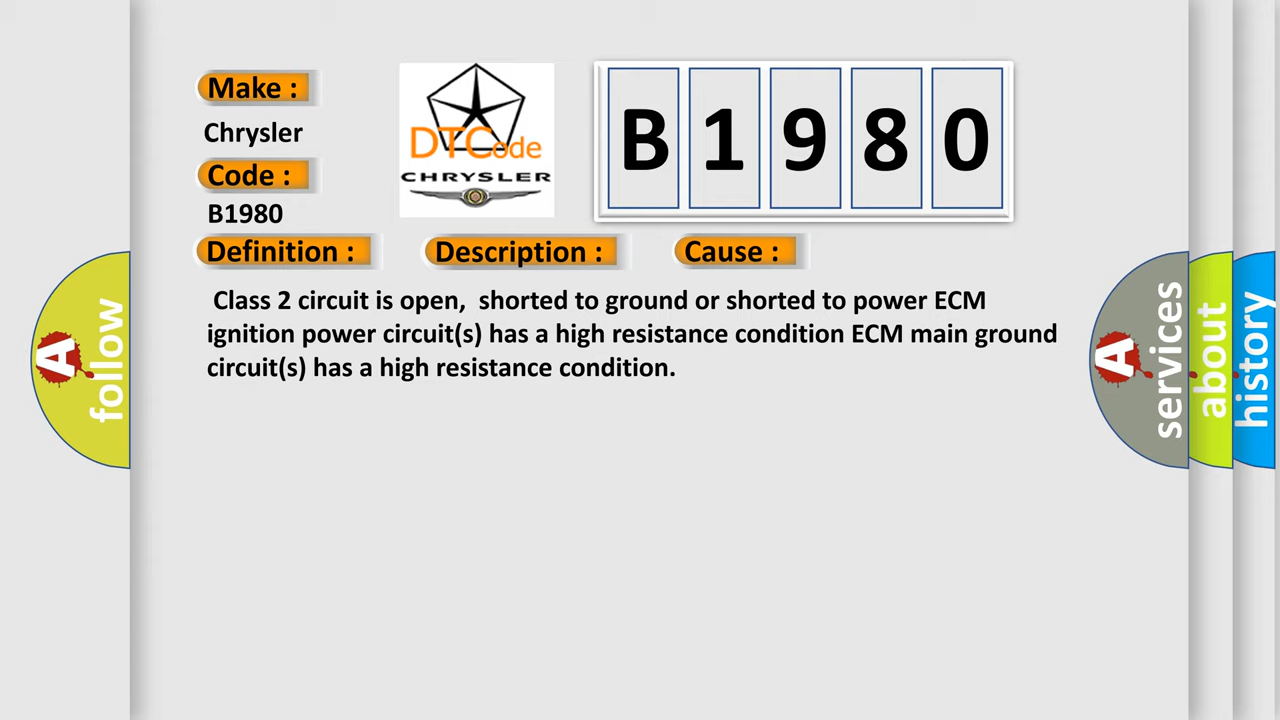 Make :
Chrysler
Code :
B1980
DTCode
CHRYSLER
B 1 9 8 0
Definition :
Description :
Cause :
Class 2 circuit is open,  shorted to ground or shorted to power ECM
ignition power circuit(s) has a high resistance condition ECM main ground
circuit(s) has a high resistance condition.
A
follow
A
services
about
history